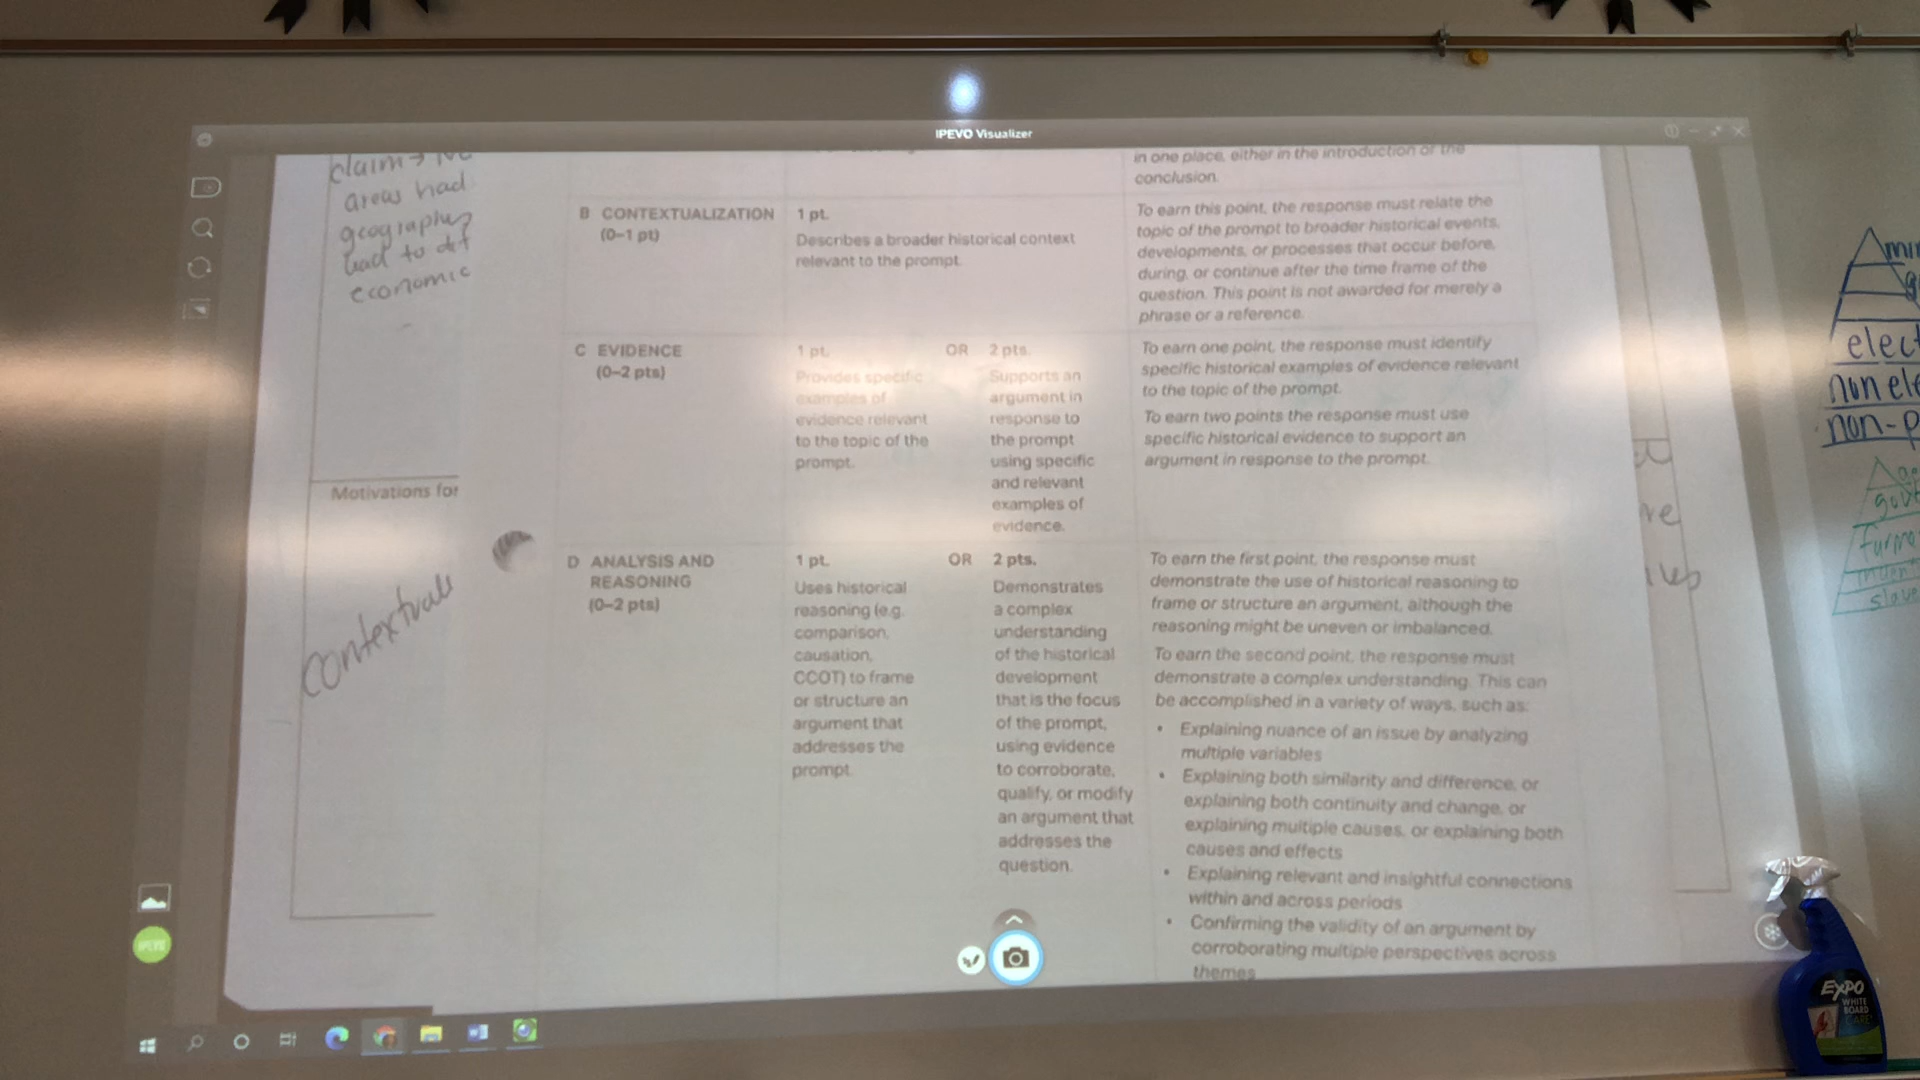 IPEVO Visualizer
claim →
areas had
geography
had to dif
economic
in one place, either in the introduction or the
conclusion.
B CONTEXTUALIZATION
(0–1 pt)
1 pt.
Describes a broader historical context
relevant to the prompt.
To earn this point, the response must relate the
topic of the prompt to broader historical events,
developments, or processes that occur before,
during, or continue after the time frame of the
question. This point is not awarded for merely a
phrase or a reference.
C EVIDENCE
(0–2 pts)
1 pt.
Provides specific
examples of
evidence relevant
to the topic of the
prompt.
OR
2 pts.
Supports an
argument in
response to
the prompt
using specific
and relevant
examples of
evidence.
To earn one point, the response must identify
specific historical examples of evidence relevant
to the topic of the prompt.
To earn two points the response must use
specific historical evidence to support an
argument in response to the prompt.
Motivations for
D ANALYSIS AND
REASONING
(0–2 pts)
1 pt.
Uses historical
reasoning (e.g.
comparison,
causation,
CCOT) to frame
or structure an
argument that
addresses the
prompt.
OR
2 pts.
Demonstrates
a complex
understanding
of the historical
development
that is the focus
of the prompt,
using evidence
to corroborate,
qualify, or modify
an argument that
addresses the
question.
To earn the first point, the response must
demonstrate the use of historical reasoning to
frame or structure an argument, although the
reasoning might be uneven or imbalanced.
To earn the second point, the response must
demonstrate a complex understanding. This can
be accomplished in a variety of ways, such as:
• Explaining nuance of an issue by analyzing
multiple variables
• Explaining both similarity and difference, or
explaining both continuity and change, or
explaining multiple causes, or explaining both
causes and effects
• Explaining relevant and insightful connections
within and across periods
• Confirming the validity of an argument by
corroborating multiple perspectives across
themes
contextuali
elect
non ele
non-p
govt
farme
slave
IPEVO
EXPO
WHITE
BOARD
CARE